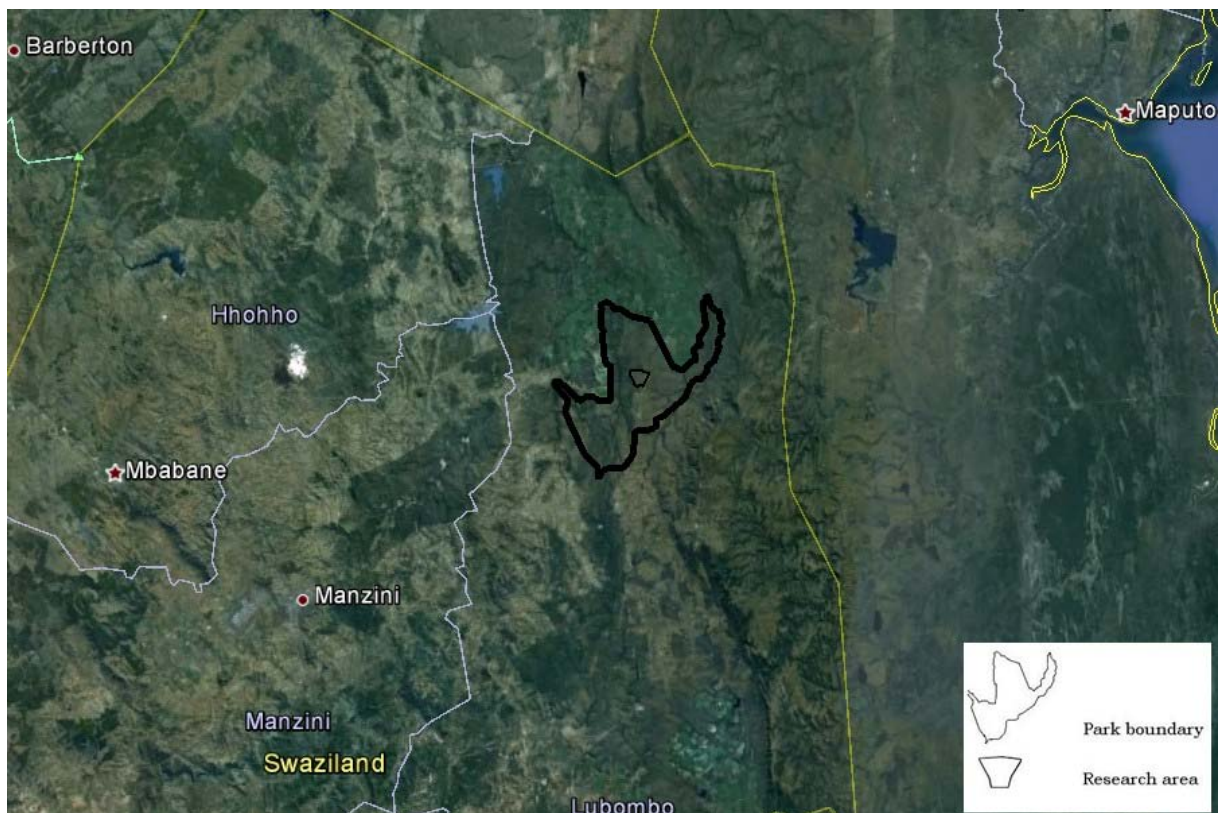 Barberton
Maputo
Hhohho
Mbabane
Manzini
Manzini
Swaziland
Lubombo
Park boundary
Research area